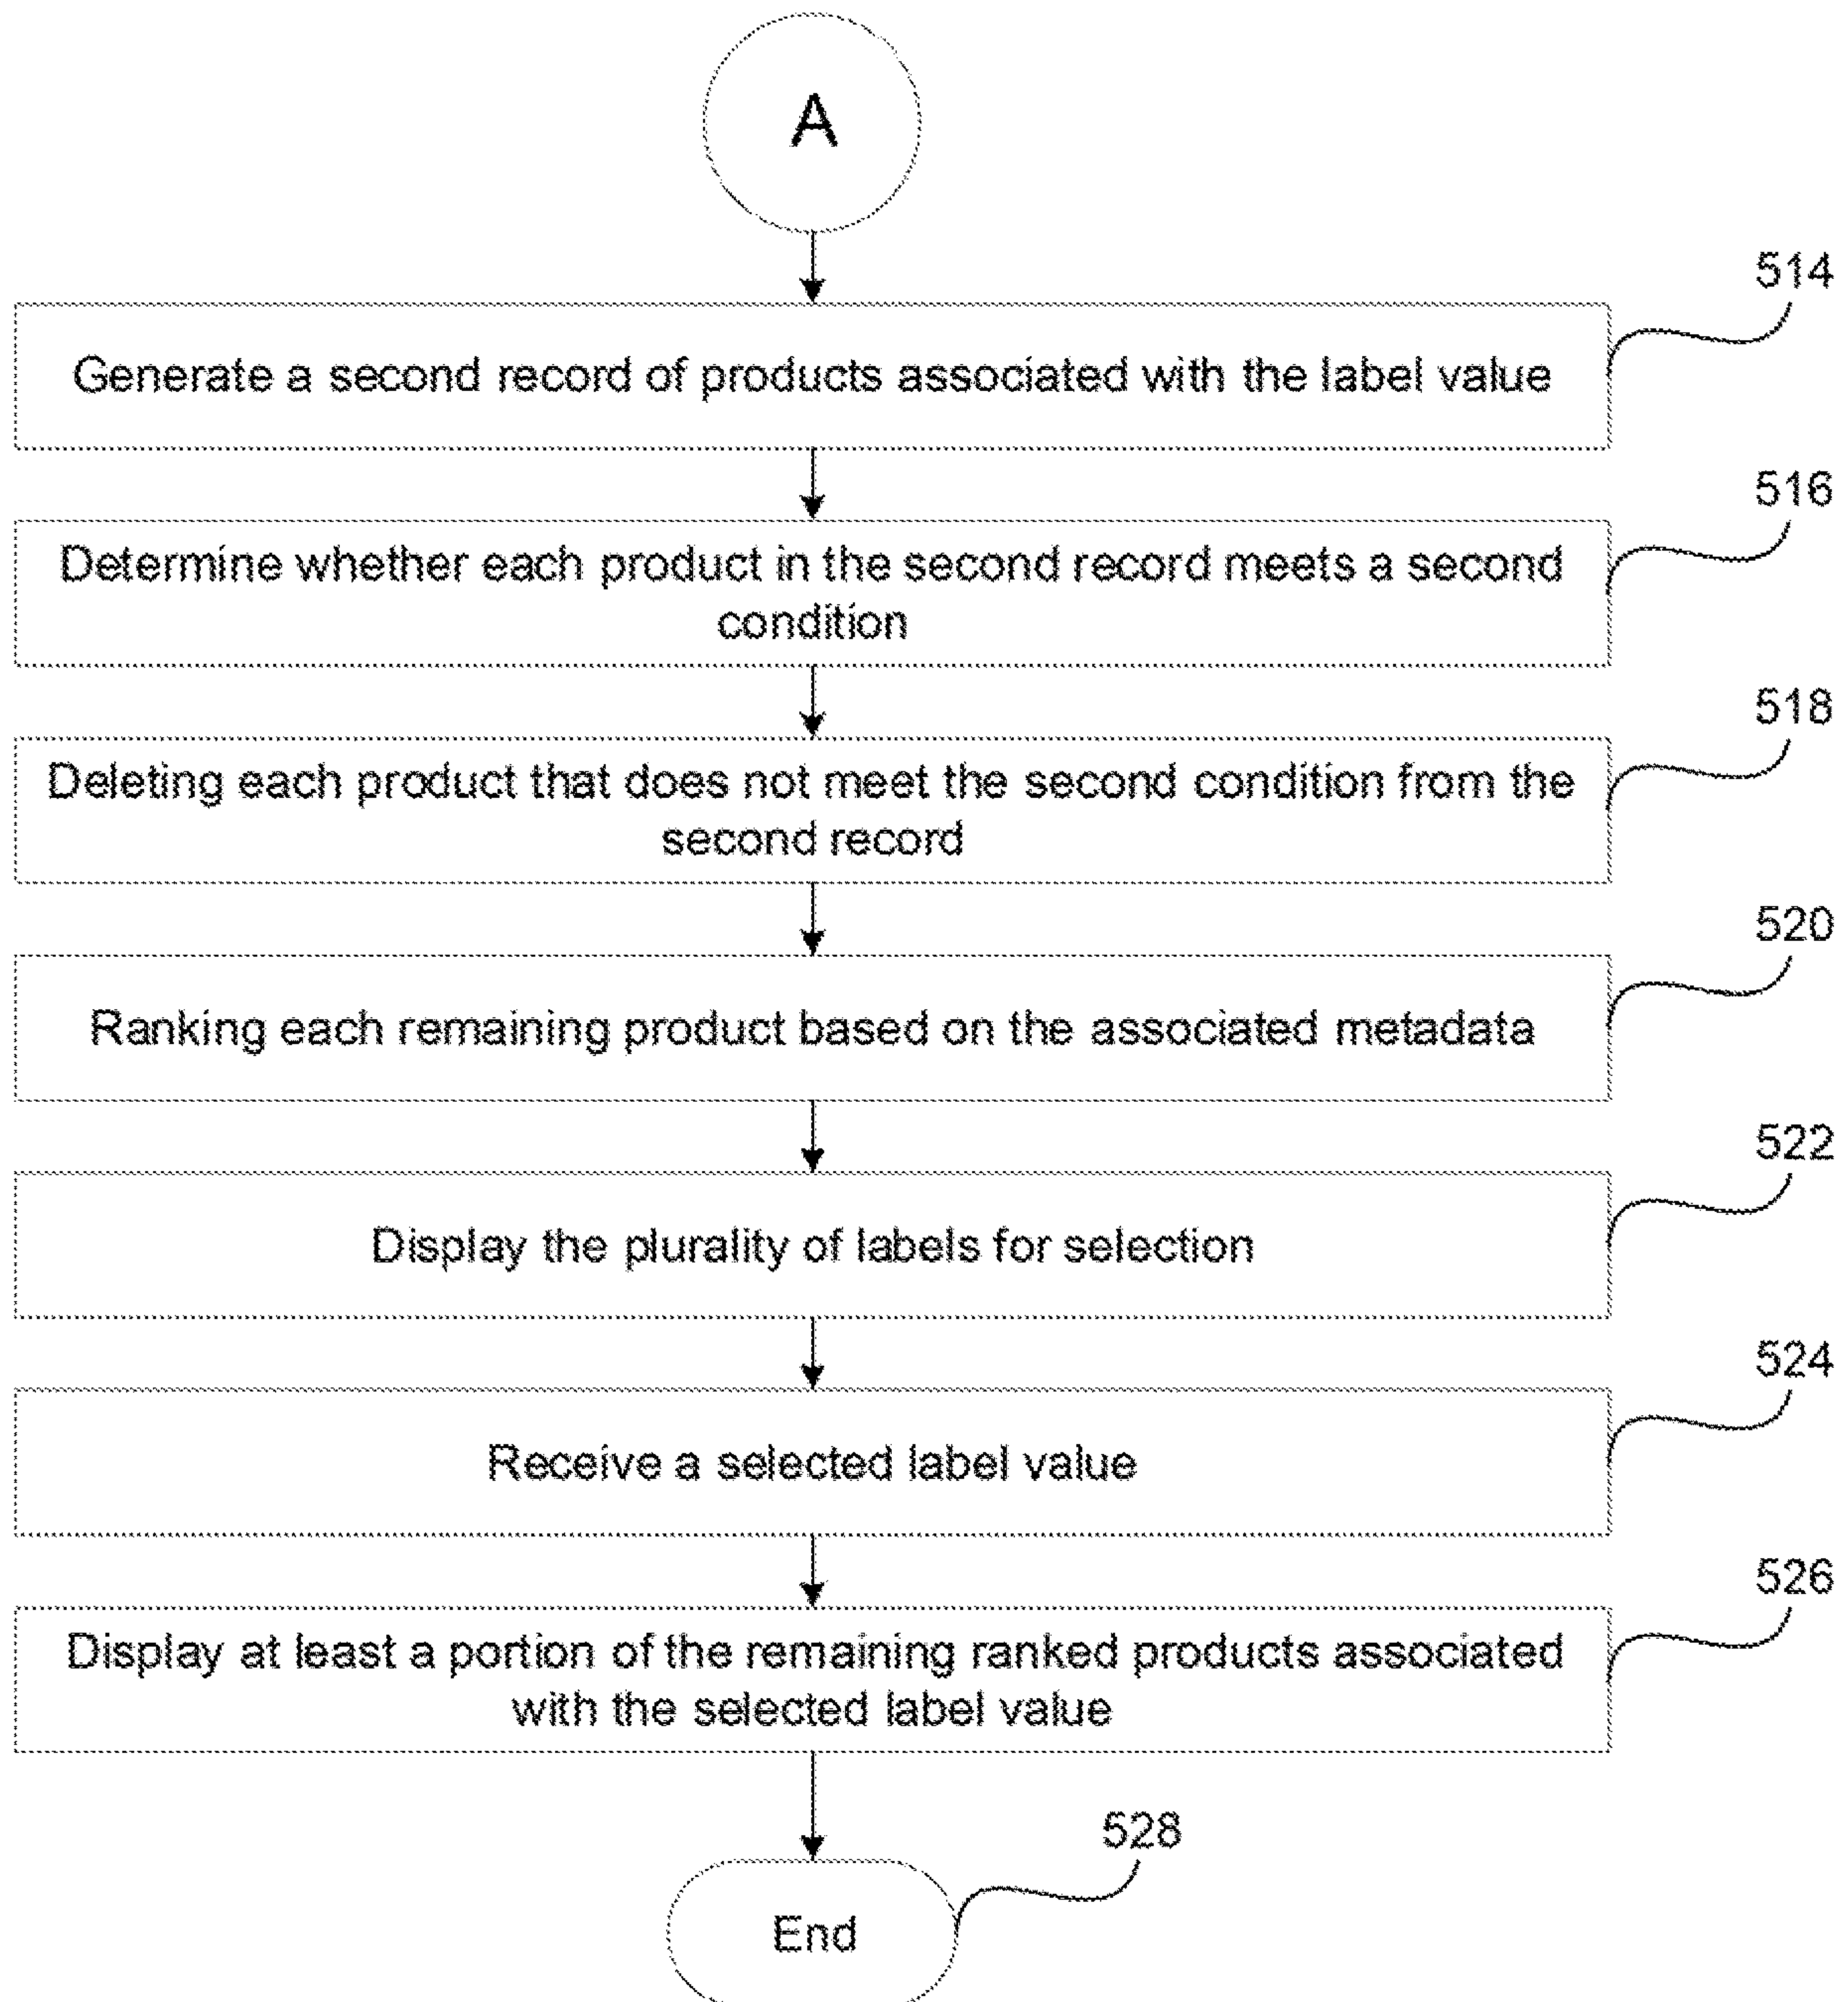 A
514
Generate a second record of products associated with the label value
516
Determine whether each product in the second record meets a second
condition
518
Deleting each product that does not meet the second condition from the
second record
520
Ranking each remaining product based on the associated metadata
522
Display the plurality of labels for selection
524
Receive a selected label value
526
Display at least a portion of the remaining ranked products associated
with the selected label value
528
End